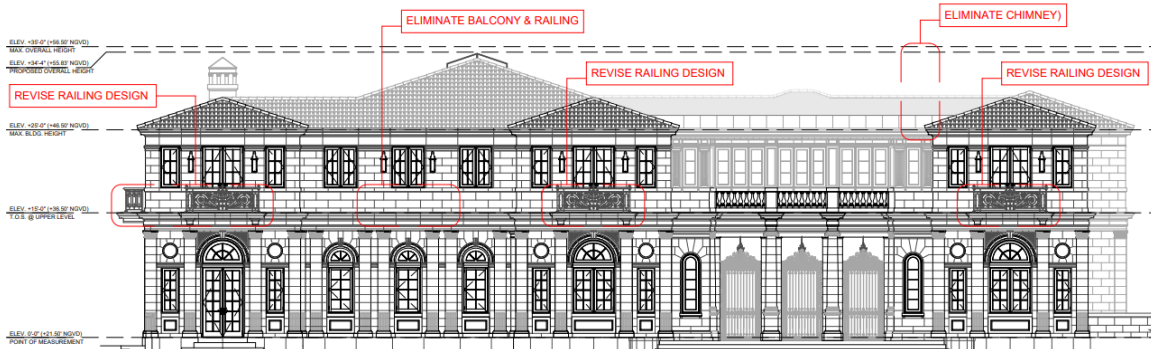 ELIMINATE BALCONY & RAILING
ELIMINATE CHIMNEY)
ELEV. +35'-0" (+56.50' NGVD)
MAX. OVERALL HEIGHT
ELEV. +34'-4" (+55.83' NGVD)
PROPOSED OVERALL HEIGHT
REVISE RAILING DESIGN
REVISE RAILING DESIGN
REVISE RAILING DESIGN
ELEV. +25'-0" (+46.50' NGVD)
MAX. BLDG. HEIGHT
ELEV. +15'-0" (+36.50' NGVD)
T.O.S. @ UPPER LEVEL
ELEV. 0'-0" (+21.50' NGVD)
POINT OF MEASUREMENT